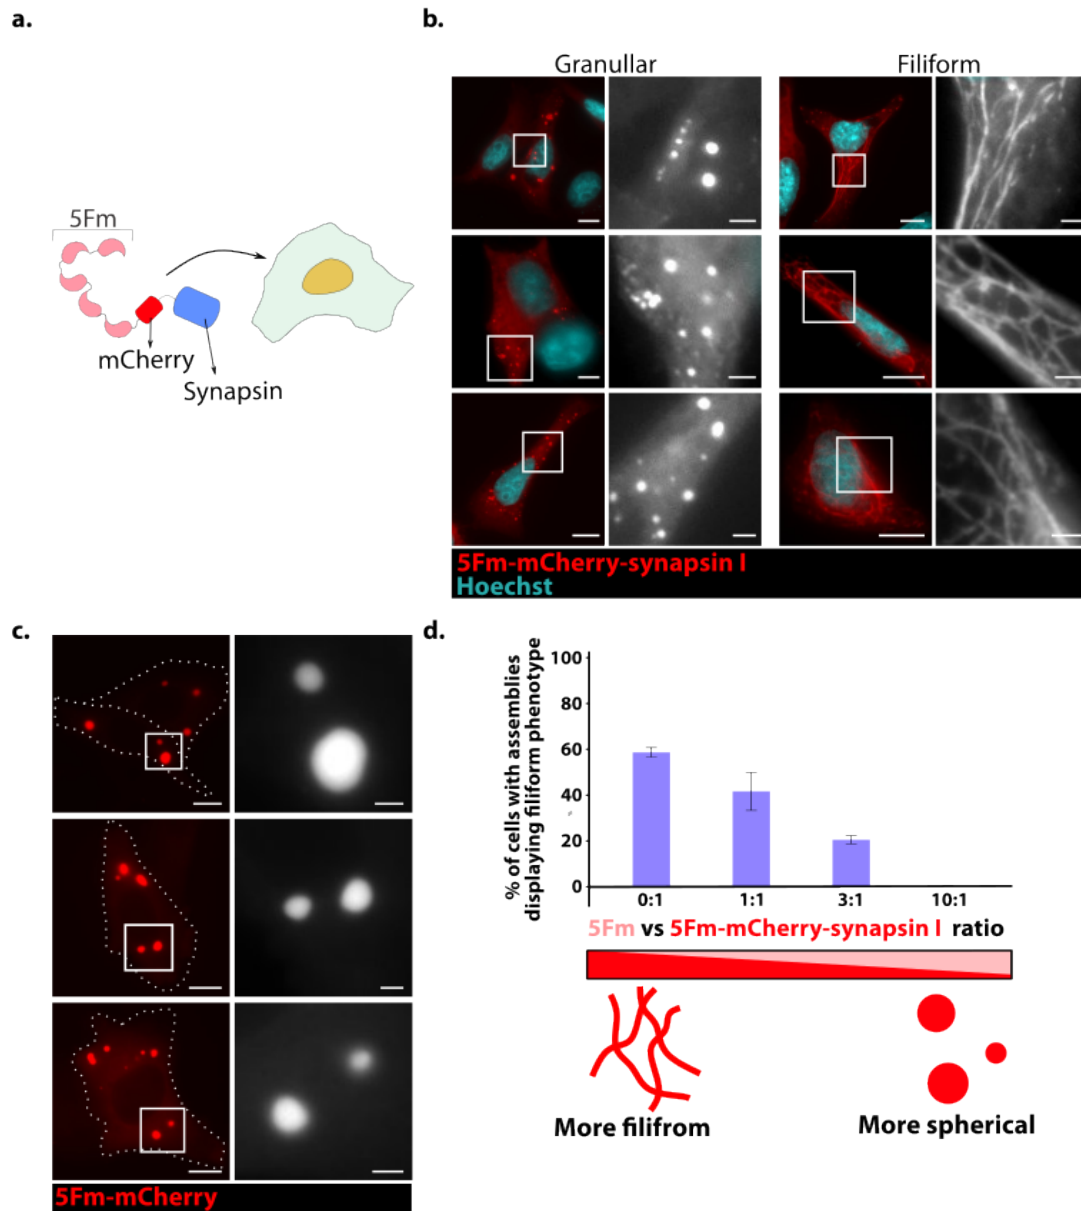 a.
5Fm
mCherry
Synapsin
b.
Granullar
Filiform
5Fm-mCherry-synapsin I
Hoechst
c.
5Fm-mCherry
d.
% of cells with assemblies
displaying filiform phenotype
100
80
60
40
20
0
0:1 1:1 3:1 10:1
5Fm vs 5Fm-mCherry-synapsin I ratio
More filifrom
More spherical